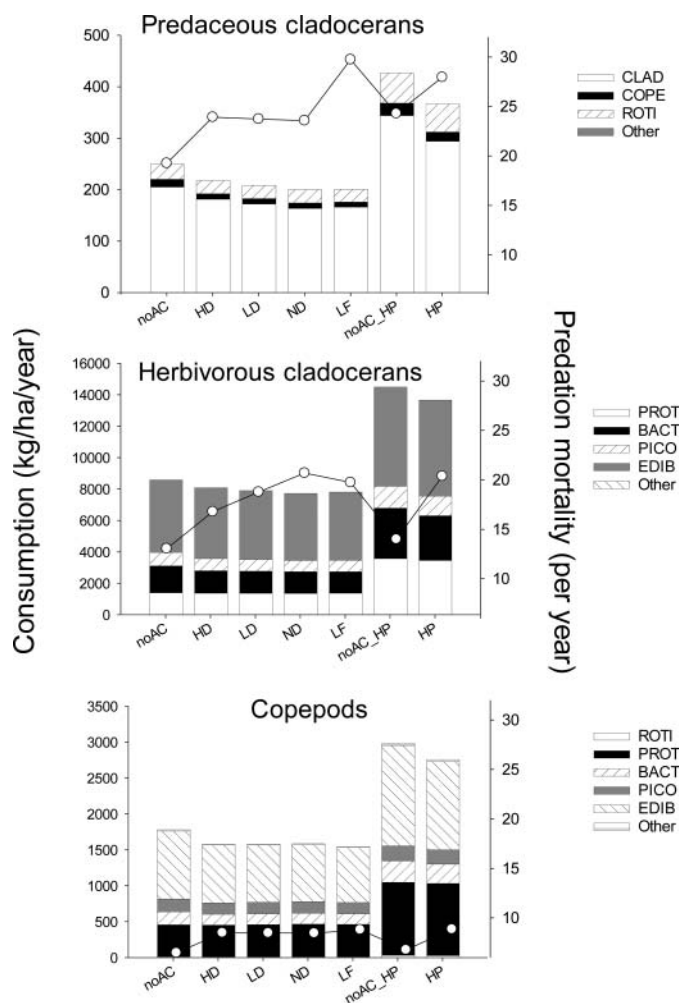 Predaceous cladocerans
500
400
300
200
100
0
30
25
20
15
10
noAC HD LD ND LF noAC_HP HP
CLAD
COPE
ROTI
Other
Consumption (kg/ha/year)
Predation mortality (per year)
Herbivorous cladocerans
16000
14000
12000
10000
8000
6000
4000
2000
0
30
25
20
15
10
noAC HD LD ND LF noAC_HP HP
PROT
BACT
PICO
EDIB
Other
Copepods
3500
3000
2500
2000
1500
1000
500
0
30
25
20
15
10
noAC HD LD ND LF noAC_HP HP
ROTI
PROT
BACT
PICO
EDIB
Other